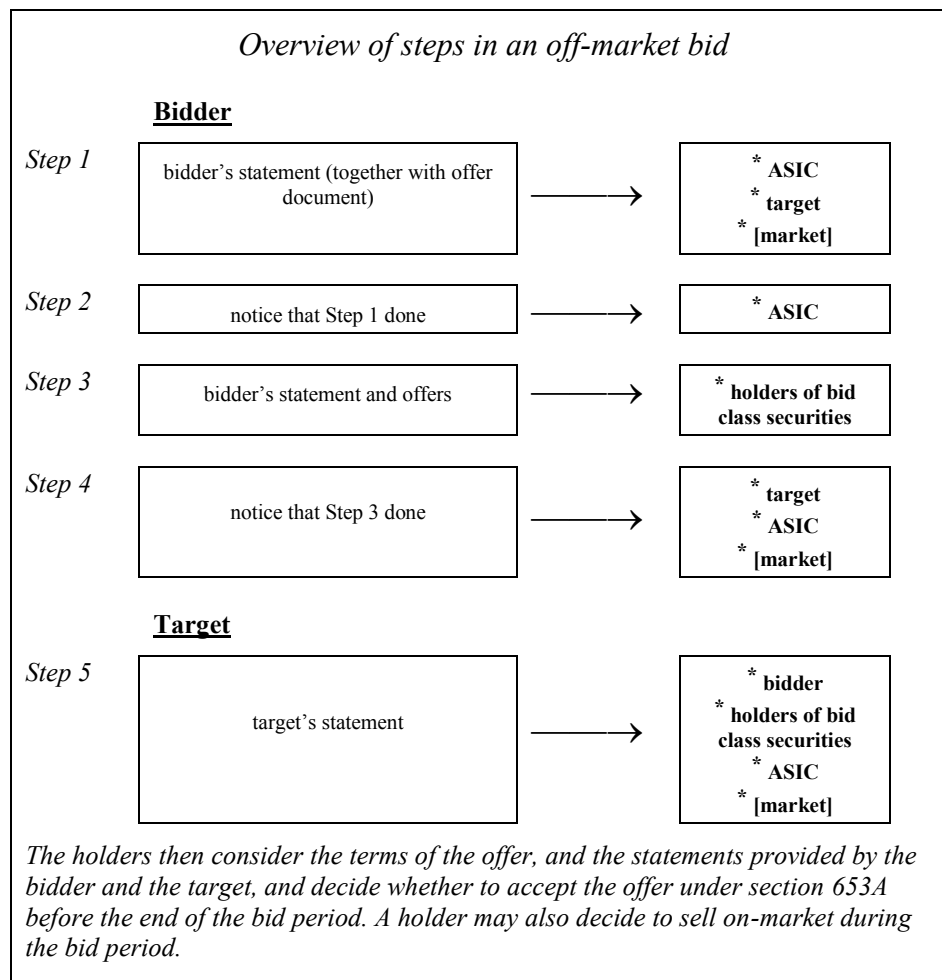 Overview of steps in an off-market bid
Bidder
Step 1
bidder’s statement (together with offer
document)
* ASIC
* target
* [market]
Step 2
notice that Step 1 done
* ASIC
Step 3
bidder’s statement and offers
* holders of bid
class securities
Step 4
notice that Step 3 done
* target
* ASIC
* [market]
Target
Step 5
target’s statement
* bidder
* holders of bid
class securities
* ASIC
* [market]
The holders then consider the terms of the offer, and the statements provided by the
bidder and the target, and decide whether to accept the offer under section 653A
before the end of the bid period. A holder may also decide to sell on-market during
the bid period.